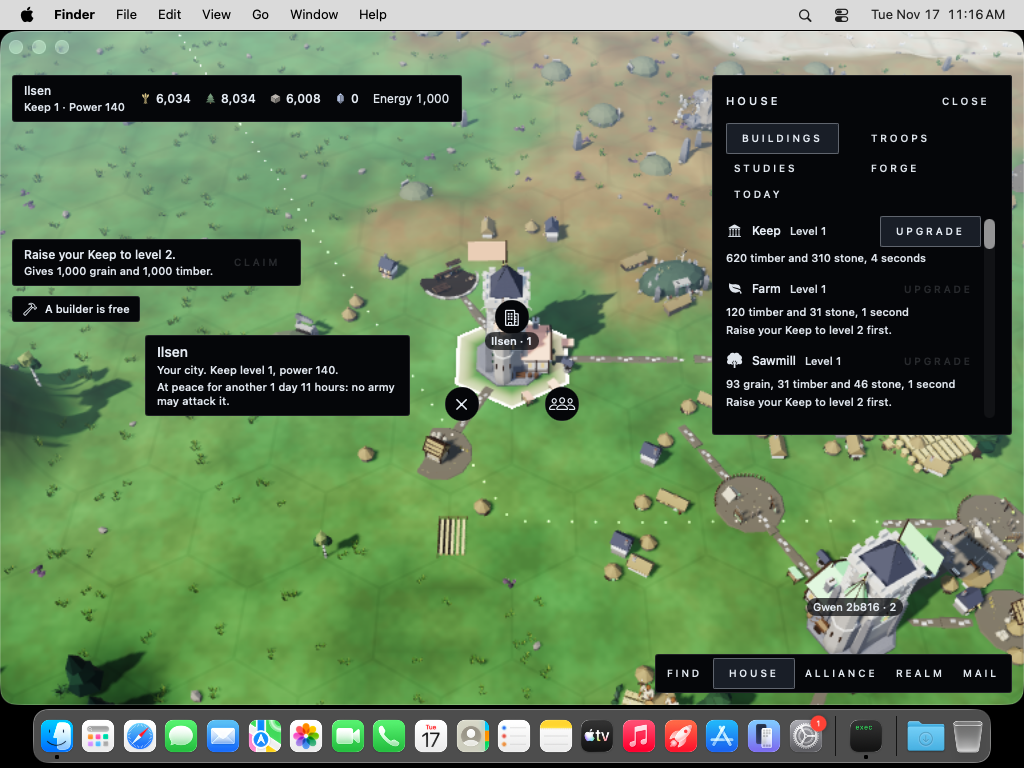 Finder File Edit View Go Window Help Tue Nov 17 11:16 AM
Ilsen
Keep 1 · Power 140
6,034 8,034 6,008 0 Energy 1,000
HOUSE CLOSE
BUILDINGS TROOPS
STUDIES FORGE
TODAY
Keep Level 1 UPGRADE
620 timber and 310 stone, 4 seconds
Farm Level 1 UPGRADE
120 timber and 31 stone, 1 second
Raise your Keep to level 2 first.
Sawmill Level 1 UPGRADE
93 grain, 31 timber and 46 stone, 1 second
Raise your Keep to level 2 first.
Raise your Keep to level 2.
Gives 1,000 grain and 1,000 timber.
CLAIM
A builder is free
Ilsen
Your city. Keep level 1, power 140.
At peace for another 1 day 11 hours: no army
may attack it.
Ilsen · 1
Gwen 2b816 · 2
FIND HOUSE ALLIANCE REALM MAIL
Tue
17
tv
1
exec